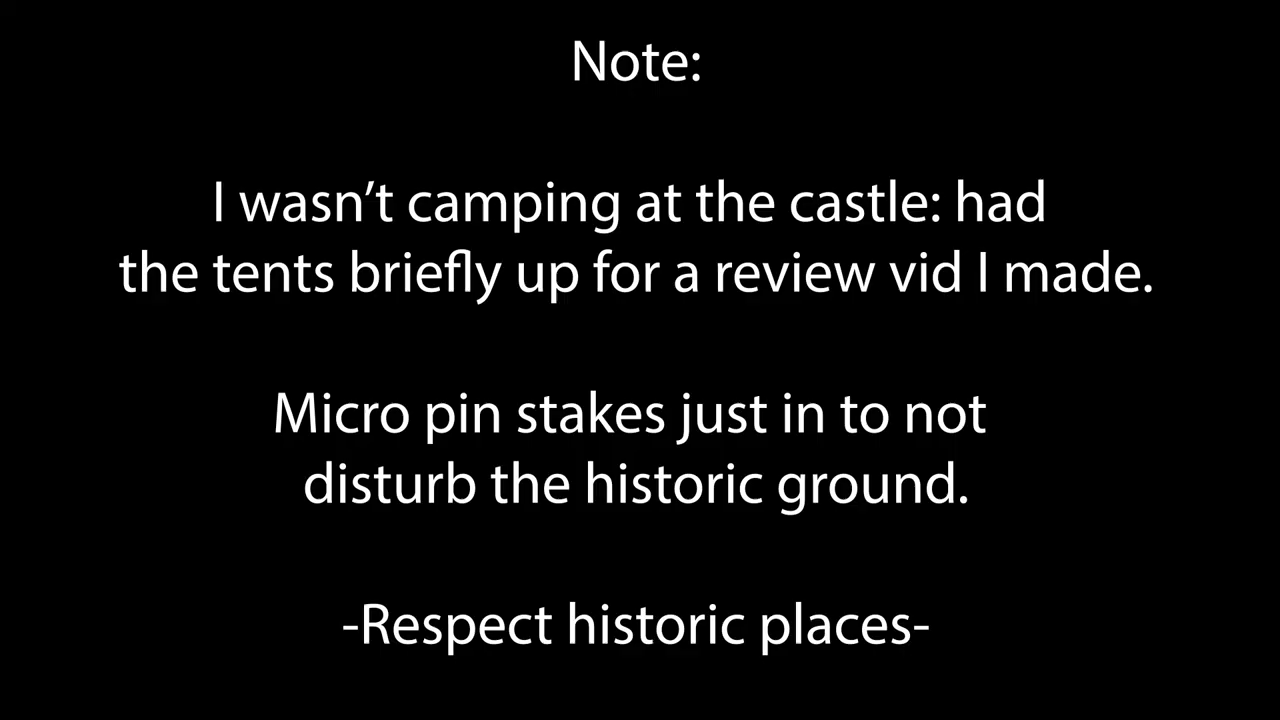 Note:
I wasn’t camping at the castle: had
the tents briefly up for a review vid I made.
Micro pin stakes just in to not
disturb the historic ground.
-Respect historic places-